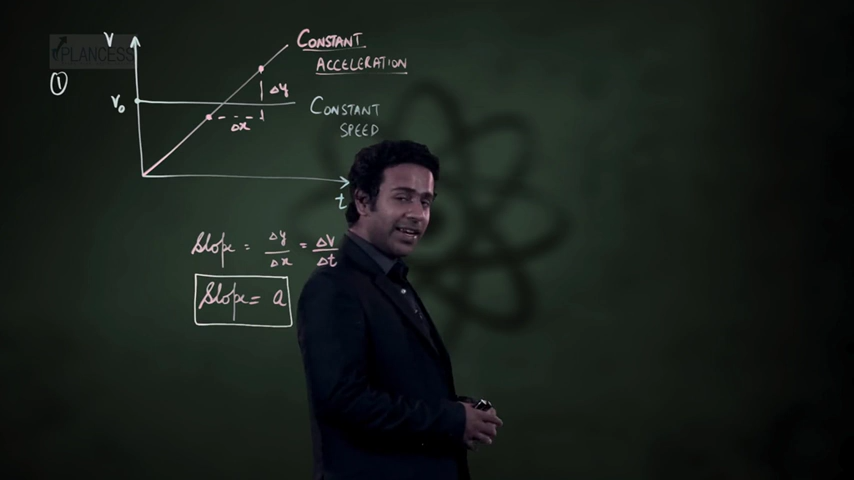 PLANCESS
V
CONSTANT
ACCELERATION
1
Δy
V₀
CONSTANT
SPEED
Δx
t
Slope = Δy/Δx = ΔV/Δt
Slope = a